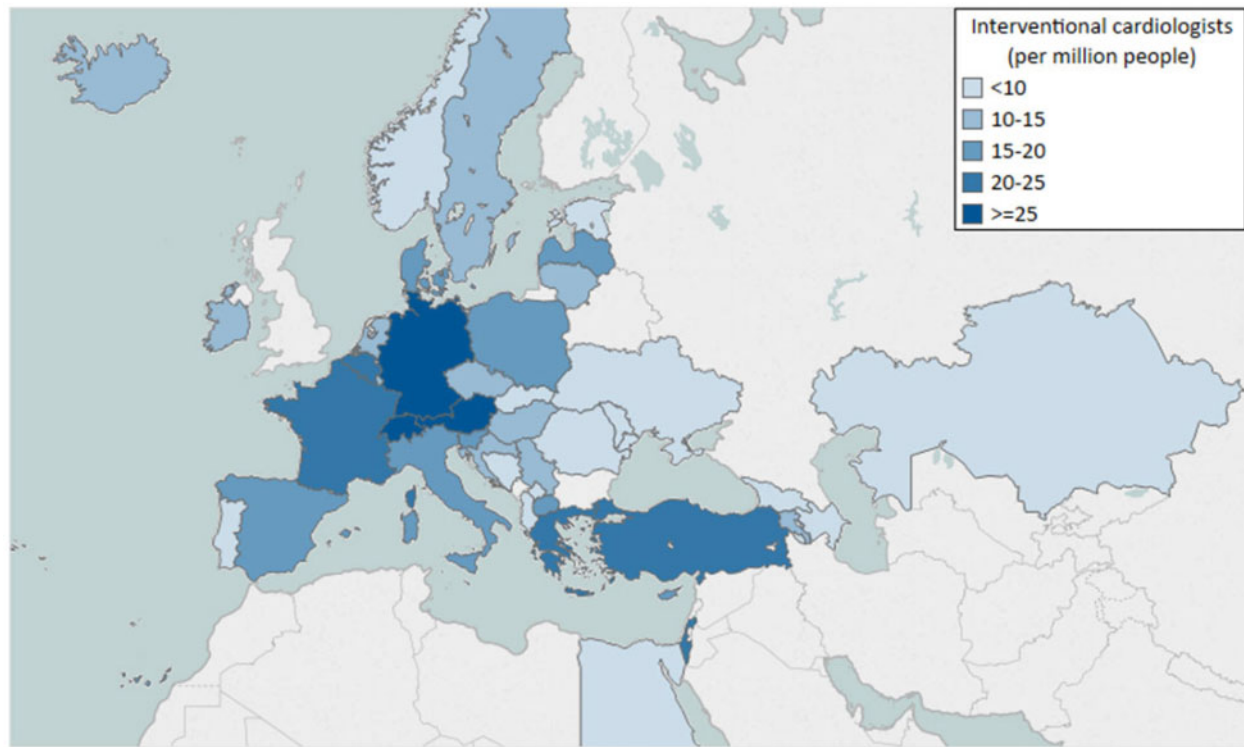 Interventional cardiologists
(per million people)
<10
10-15
15-20
20-25
>=25